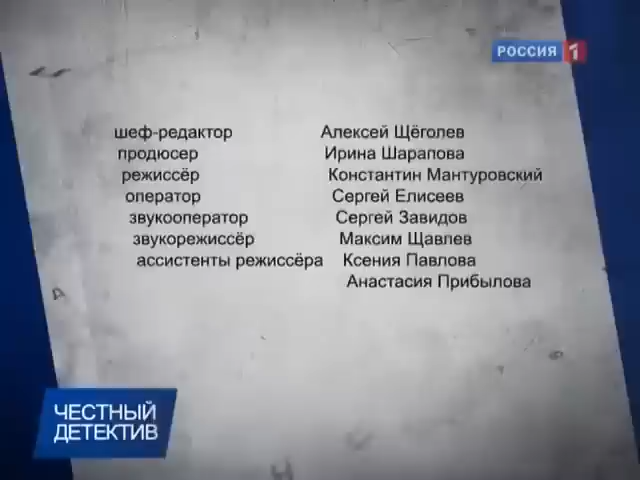 РОССИЯ 1
шеф-редактор Алексей Щёголев
продюсер Ирина Шарапова
режиссёр Константин Мантуровский
оператор Сергей Елисеев
звукооператор Сергей Завидов
звукорежиссёр Максим Щавлев
ассистенты режиссёра Ксения Павлова
Анастасия Прибылова
ЧЕСТНЫЙ
ДЕТЕКТИВ